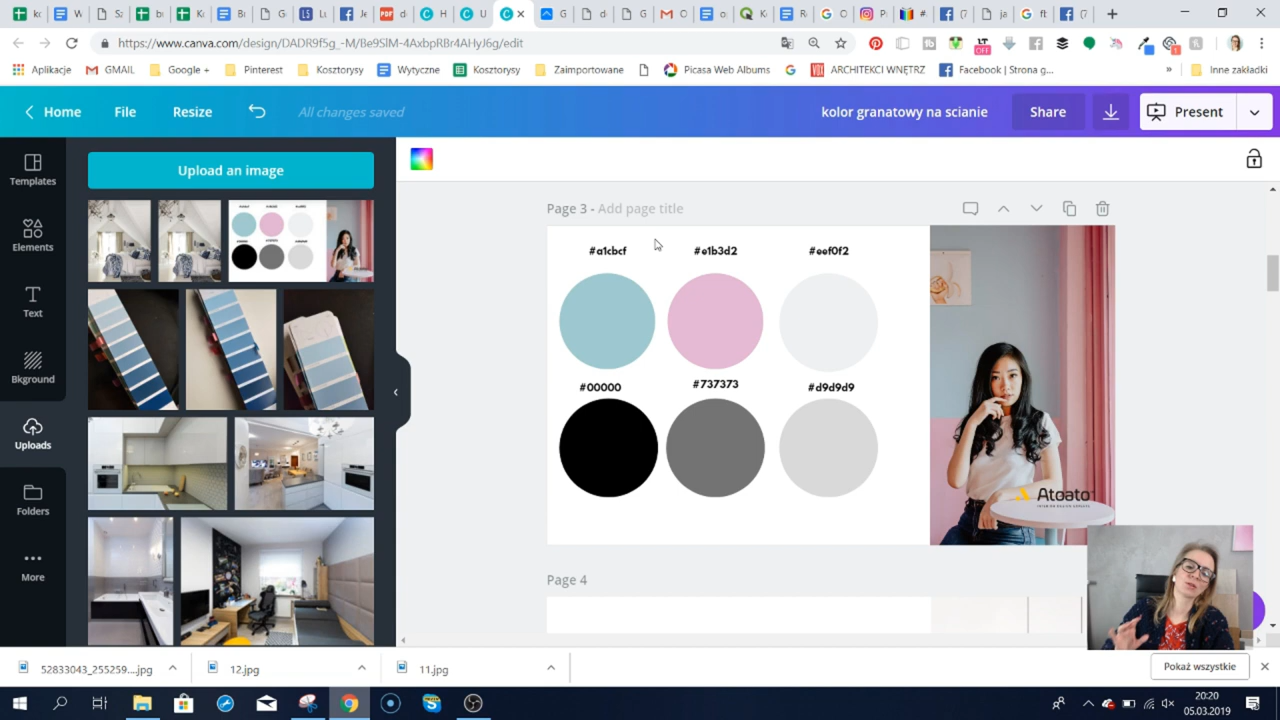 https://www.canva.com/design/DADR9f5g_-M/Be9SlM-4AxbpRBr4AHyJ6g/edit
Aplikacje GMAIL Google + Pinterest Kosztorysy Wytyczne Kosztorysy Zaimportowane Picasa Web Albums ARCHITEKCI WNĘTRZ Facebook | Strona g... » Inne zakładki
Home File Resize All changes saved kolor granatowy na scianie Share Present
Templates
Elements
Text
Bkground
Uploads
Folders
More
Upload an image
Page 3 - Add page title
#a1cbcf #e1b3d2 #eef0f2
#00000 #737373 #d9d9d9
Atoato
Page 4
52833043_255259....jpg 12.jpg 11.jpg Pokaż wszystkie
20:20
05.03.2019